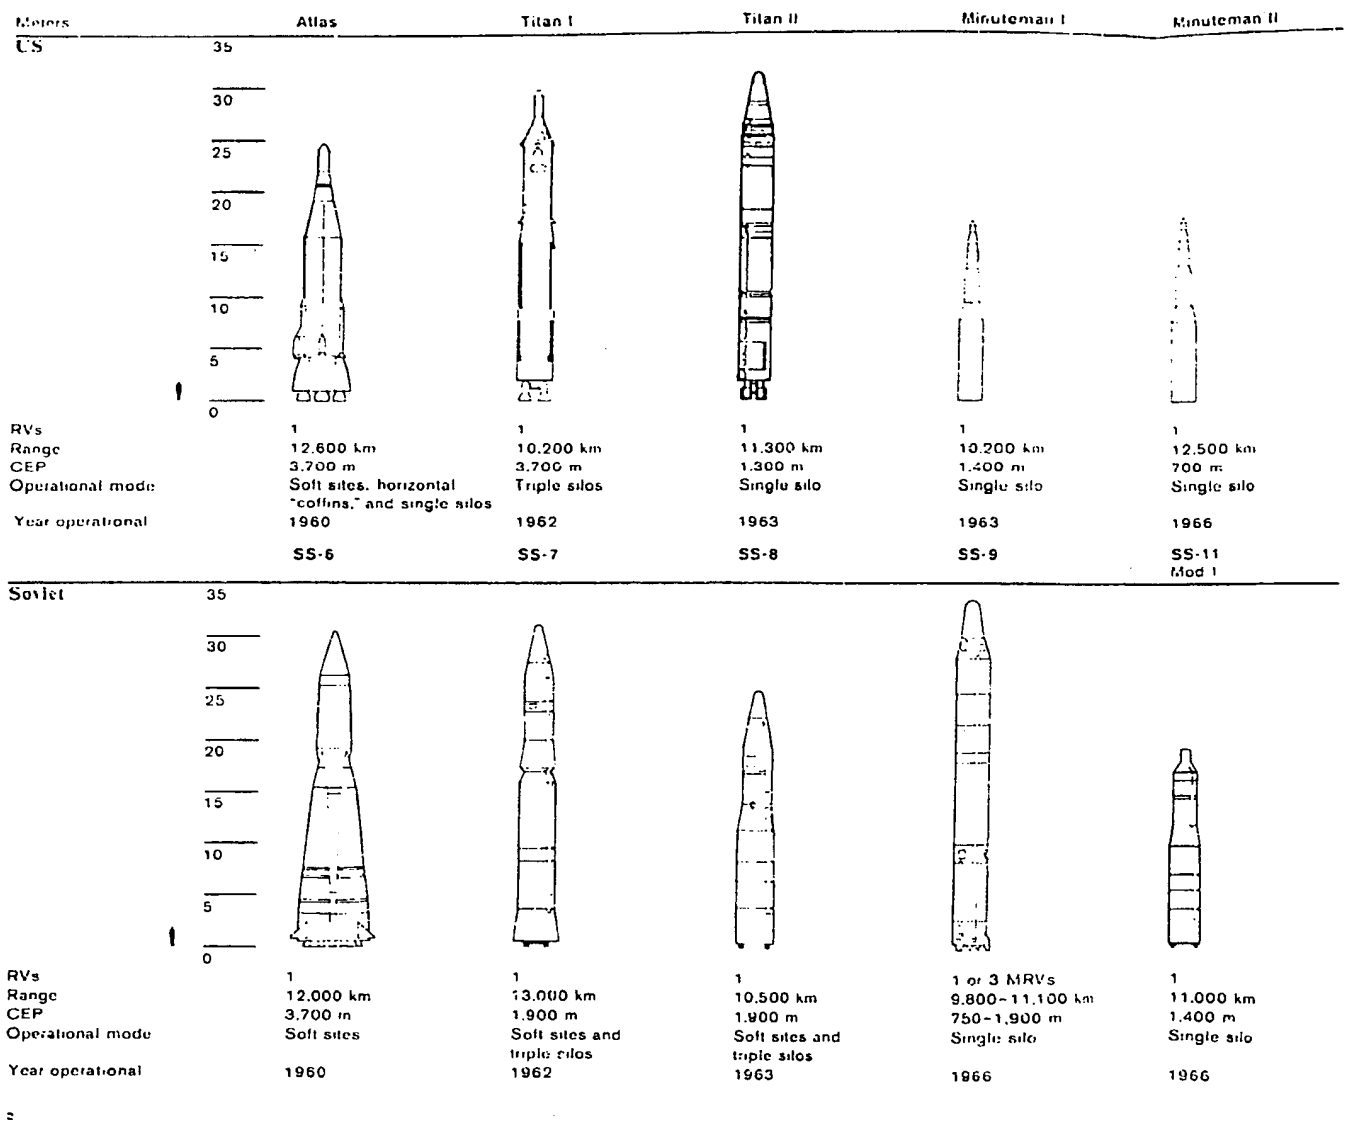 Meters Atlas Titan I Titan II Minuteman I Minuteman II
US
35
30
25
20
15
10
5
0
RVs 1 1 1 1 1
Range 12.600 km 10.200 km 11.300 km 10.200 km 12.500 km
CEP 3.700 m 3.700 m 1.300 m 1.400 m 700 m
Operational mode Soft sites, horizontal Triple silos Single silo Single silo Single silo
"coffins," and single silos
Year operational 1960 1962 1963 1963 1966
SS-6 SS-7 SS-8 SS-9 SS-11
Mod 1
Soviet
35
30
25
20
15
10
5
0
RVs 1 1 1 1 or 3 MRVs 1
Range 12.000 km 13.000 km 10.500 km 9.800-11.100 km 11.000 km
CEP 3.700 m 1.900 m 1.900 m 750-1.900 m 1.400 m
Operational mode Soft sites Soft sites and Soft sites and Single silo Single silo
triple silos triple silos
Year operational 1960 1962 1963 1966 1966